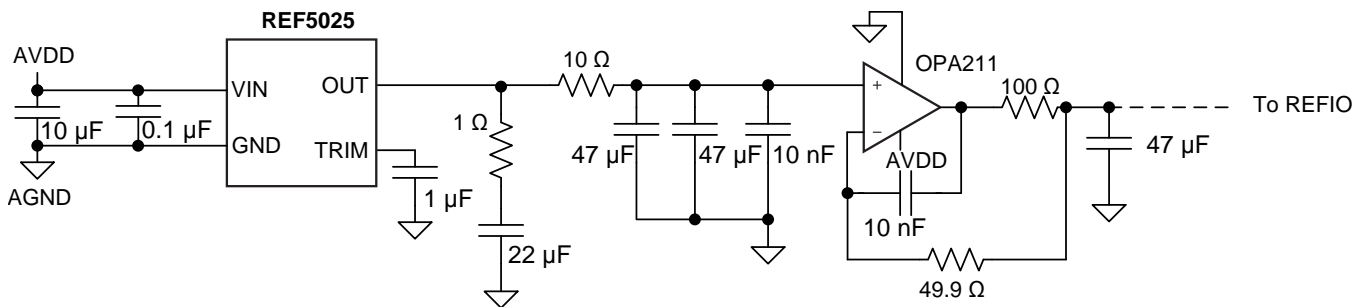 REF5025
AVDD
VIN
OUT
GND
TRIM
10 µF
0.1 µF
AGND
1 µF
1 Ω
22 µF
10 Ω
47 µF
47 µF
10 nF
OPA211
+
−
AVDD
10 nF
49.9 Ω
100 Ω
47 µF
To REFIO